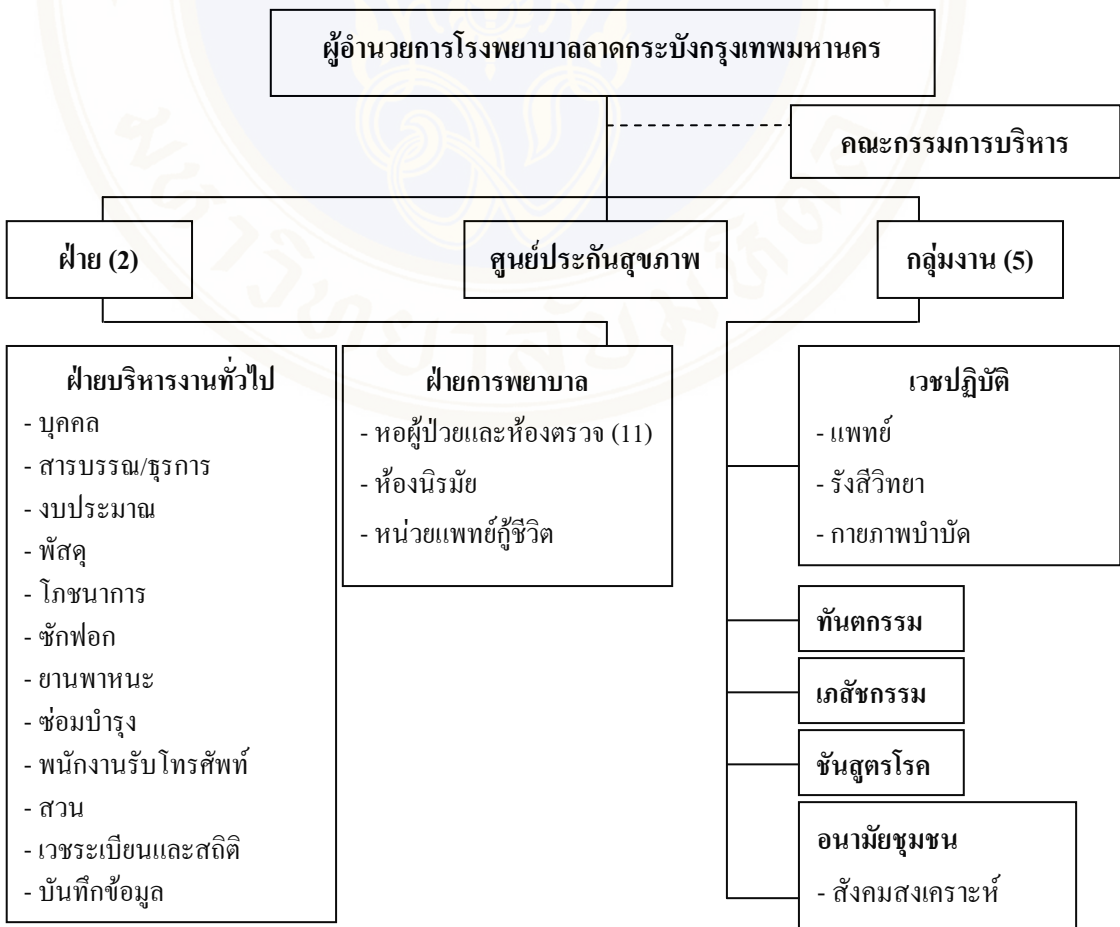 ผู้อำนวยการโรงพยาบาลลาดกระบังกรุงเทพมหานคร
คณะกรรมการบริหาร
ฝ่าย (2)
ศูนย์ประกันสุขภาพ
กลุ่มงาน (5)
ฝ่ายบริหารงานทั่วไป
- บุคคล
- สารบรรณ/ธุรการ
- งบประมาณ
- พัสดุ
- โภชนาการ
- ซักฟอก
- ยานพาหนะ
- ซ่อมบำรุง
- พนักงานรับโทรศัพท์
- สวน
- เวชระเบียนและสถิติ
- บันทึกข้อมูล
ฝ่ายการพยาบาล
- หอผู้ป่วยและห้องตรวจ (11)
- ห้องนิรมัย
- หน่วยแพทย์กู้ชีวิต
เวชปฏิบัติ
- แพทย์
- รังสีวิทยา
- กายภาพบำบัด
ทันตกรรม
เภสัชกรรม
ชันสูตรโรค
อนามัยชุมชน
- สังคมสงเคราะห์
มหาวิทยาลัยมหิดล